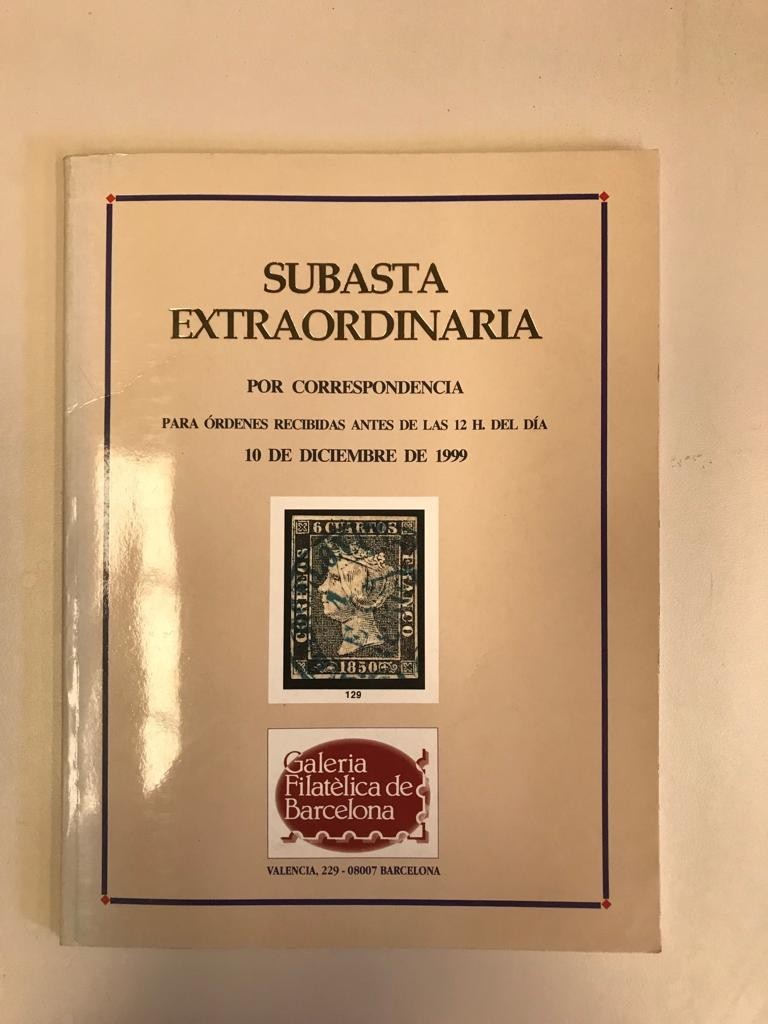 SUBASTA
EXTRAORDINARIA
POR CORRESPONDENCIA
PARA ÓRDENES RECIBIDAS ANTES DE LAS 12 H. DEL DÍA
10 DE DICIEMBRE DE 1999
6 CUARTOS
CORREOS
FRANCO
1850
129
Galeria
Filatèlica de
Barcelona
VALENCIA, 229 - 08007 BARCELONA